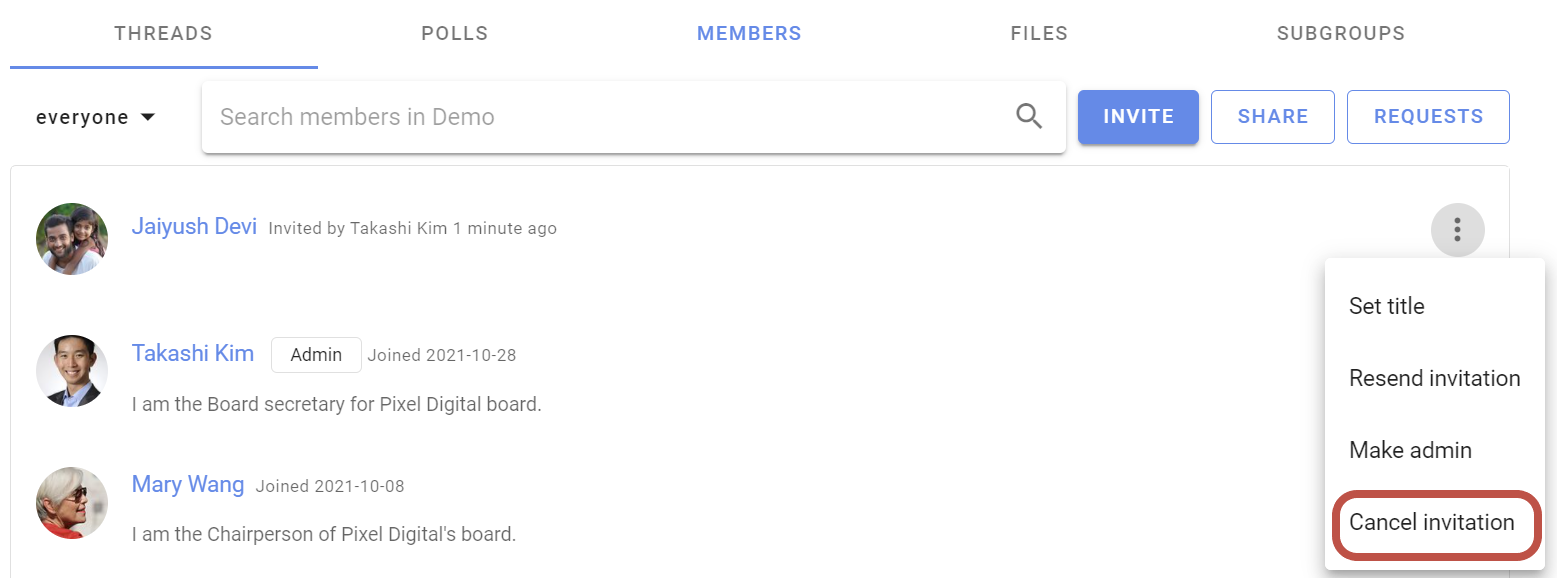 THREADS POLLS MEMBERS FILES SUBGROUPS
everyone Search members in Demo INVITE SHARE REQUESTS
Jaiyush Devi Invited by Takashi Kim 1 minute ago
Takashi Kim Admin Joined 2021-10-28
I am the Board secretary for Pixel Digital board.
Mary Wang Joined 2021-10-08
I am the Chairperson of Pixel Digital's board.
Set title
Resend invitation
Make admin
Cancel invitation